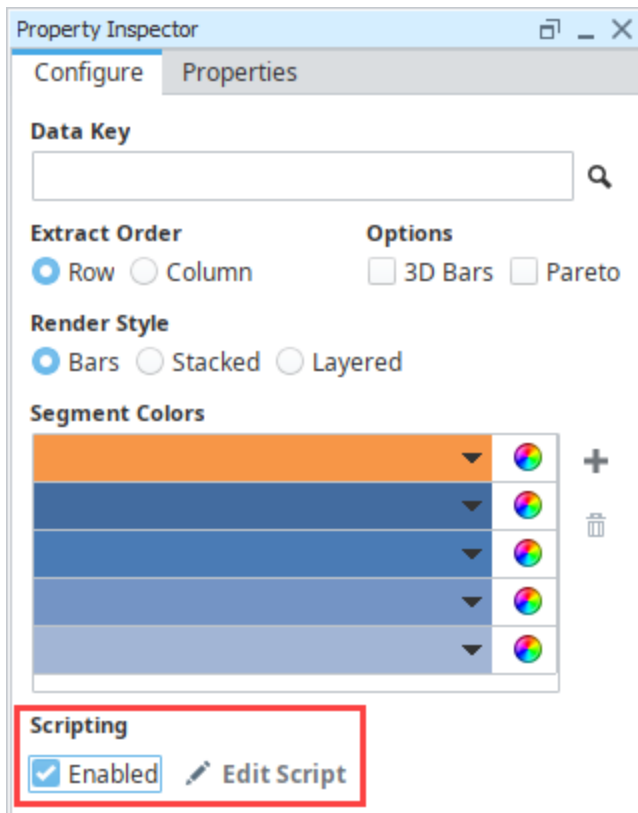 Property Inspector
Configure Properties
Data Key
Extract Order Options
Row Column 3D Bars Pareto
Render Style
Bars Stacked Layered
Segment Colors
Scripting
Enabled Edit Script